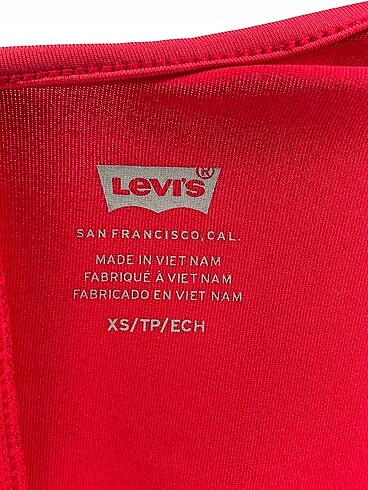 LEVI'S®
SAN FRANCISCO, CAL.
MADE IN VIET NAM
FABRIQUÉ À VIET NAM
FABRICADO EN VIET NAM
XS/TP/ECH